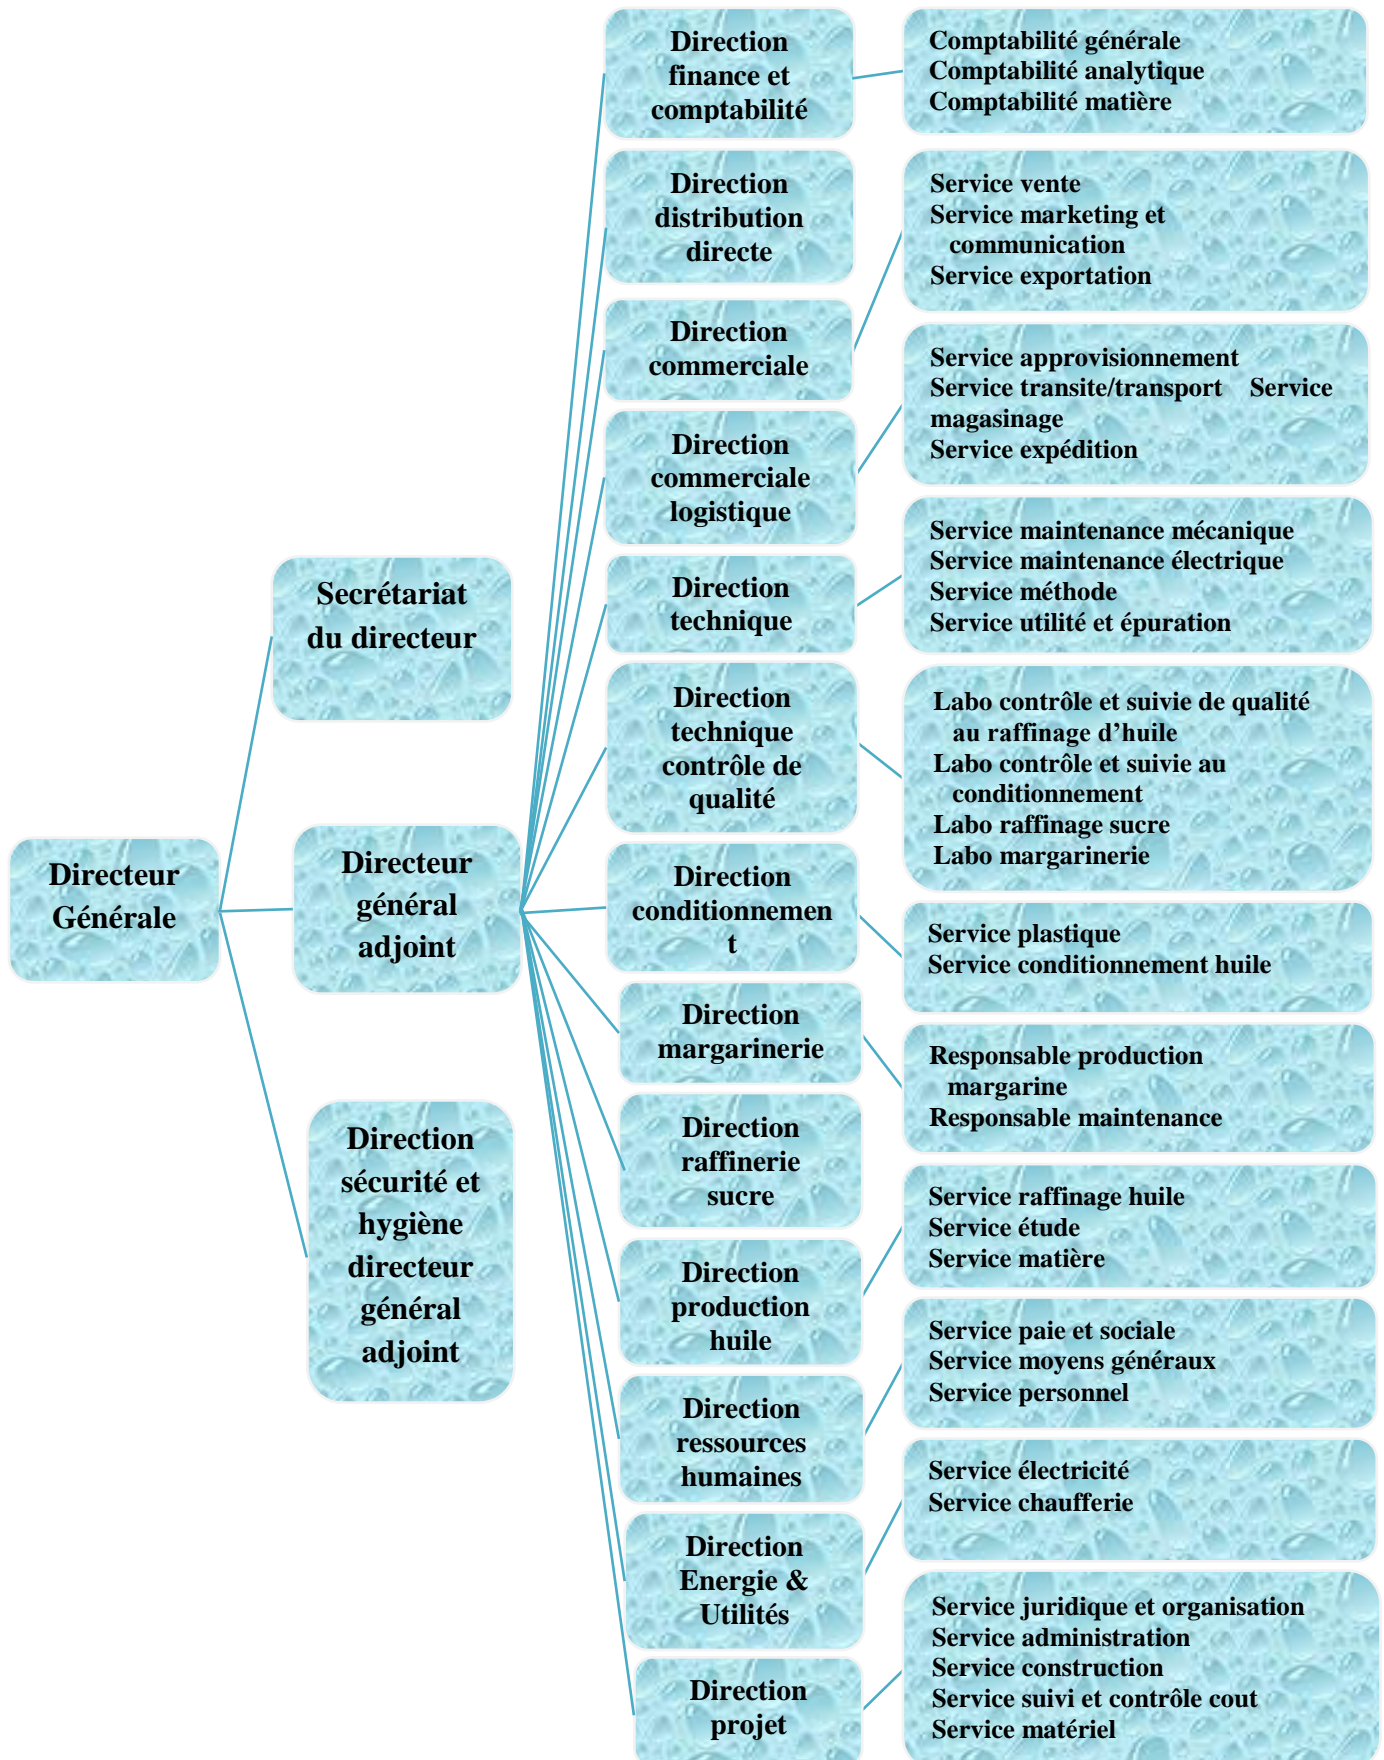 Directeur
Générale
Secrétariat
du directeur
Directeur
général
adjoint
Direction
sécurité et
hygiène
directeur
général
adjoint
Direction
finance et
comptabilité
Comptabilité générale
Comptabilité analytique
Comptabilité matière
Direction
distribution
directe
Direction
commerciale
Service vente
Service marketing et
communication
Service exportation
Direction
commerciale
logistique
Service approvisionnement
Service transite/transport Service
magasinage
Service expédition
Direction
technique
Service maintenance mécanique
Service maintenance électrique
Service méthode
Service utilité et épuration
Direction
technique
contrôle de
qualité
Labo contrôle et suivie de qualité
au raffinage d’huile
Labo contrôle et suivie au
conditionnement
Labo raffinage sucre
Labo margarinerie
Direction
conditionnemen
t
Service plastique
Service conditionnement huile
Direction
margarinerie
Responsable production
margarine
Responsable maintenance
Direction
raffinerie
sucre
Direction
production
huile
Service raffinage huile
Service étude
Service matière
Direction
ressources
humaines
Service paie et sociale
Service moyens généraux
Service personnel
Direction
Energie &
Utilités
Service électricité
Service chaufferie
Direction
projet
Service juridique et organisation
Service administration
Service construction
Service suivi et contrôle cout
Service matériel